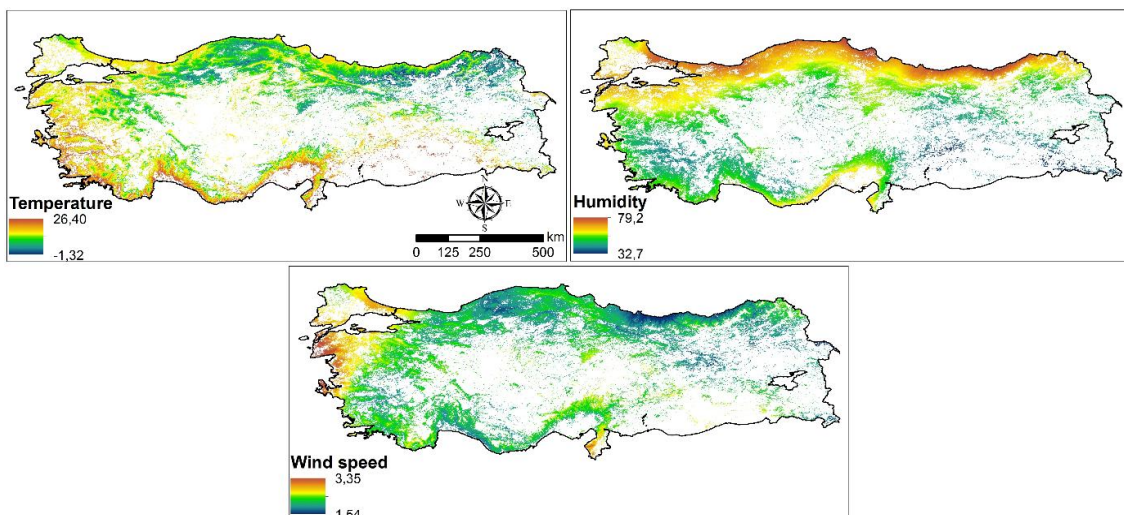 Temperature
26,40
-1,32
N
W E
S
km
0 125 250 500
Humidity
79,2
32,7
Wind speed
3,35
1,54